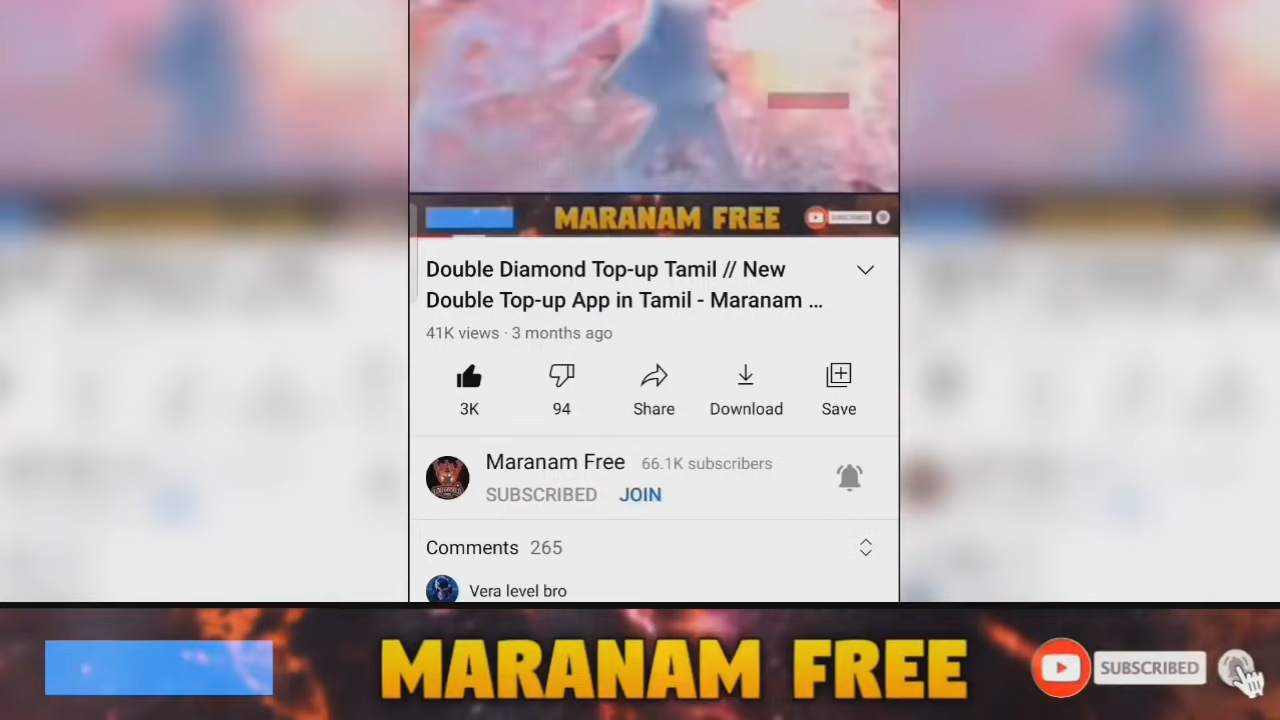 MARANAM FREE
Double Diamond Top-up Tamil // New
Double Top-up App in Tamil - Maranam ...
41K views · 3 months ago
3K
94
Share
Download
Save
Maranam Free 66.1K subscribers
SUBSCRIBED JOIN
Comments 265
Vera level bro
MARANAM FREE
SUBSCRIBED